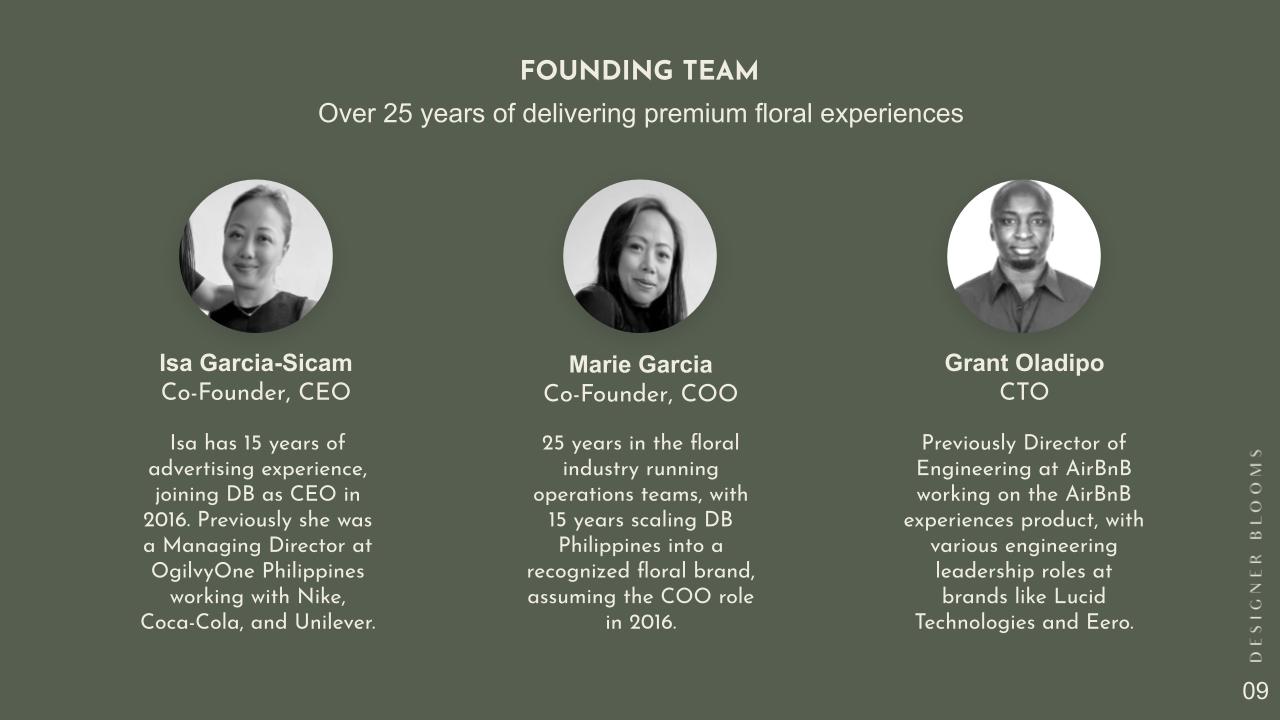 FOUNDING TEAM
Over 25 years of delivering premium floral experiences
Isa Garcia-Sicam
Co-Founder, CEO
Isa has 15 years of
advertising experience,
joining DB as CEO in
2016. Previously she was
a Managing Director at
OgilvyOne Philippines
working with Nike,
Coca-Cola, and Unilever.
Marie Garcia
Co-Founder, COO
25 years in the floral
industry running
operations teams, with
15 years scaling DB
Philippines into a
recognized floral brand,
assuming the COO role
in 2016.
Grant Oladipo
CTO
Previously Director of
Engineering at AirBnB
working on the AirBnB
experiences product, with
various engineering
leadership roles at
brands like Lucid
Technologies and Eero.
DESIGNER BLOOMS
09